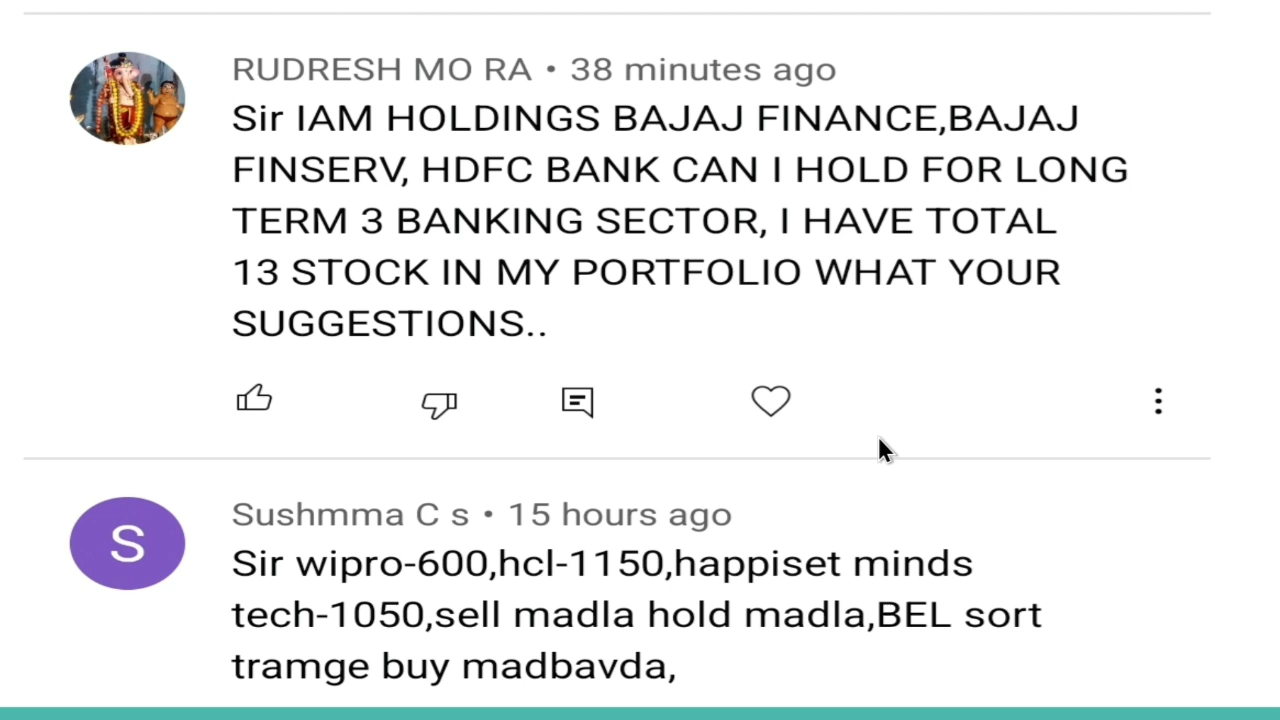 RUDRESH MO RA • 38 minutes ago
Sir IAM HOLDINGS BAJAJ FINANCE,BAJAJ
FINSERV, HDFC BANK CAN I HOLD FOR LONG
TERM 3 BANKING SECTOR, I HAVE TOTAL
13 STOCK IN MY PORTFOLIO WHAT YOUR
SUGGESTIONS..
S
Sushmma C s • 15 hours ago
Sir wipro-600,hcl-1150,happiset minds
tech-1050,sell madla hold madla,BEL sort
tramge buy madbavda,